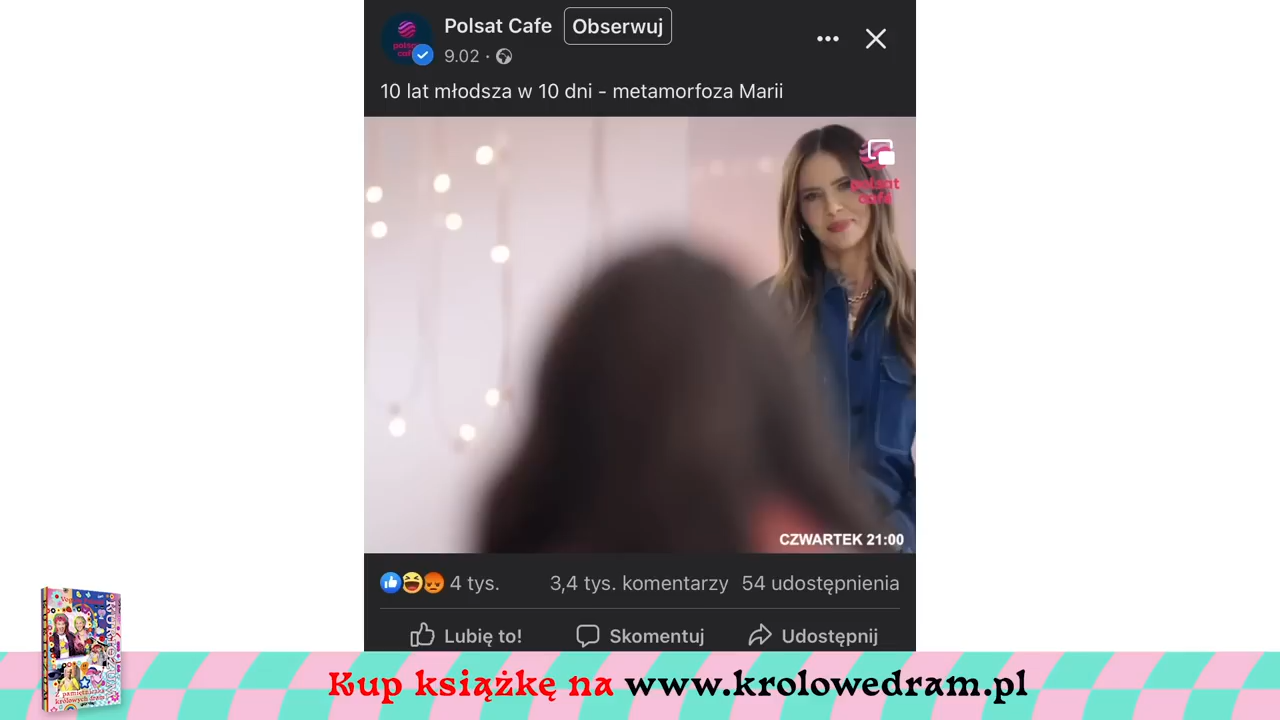 Polsat Cafe Obserwuj
9.02
10 lat młodsza w 10 dni - metamorfoza Marii
polsat
café
CZWARTEK 21:00
4 tys. 3,4 tys. komentarzy 54 udostępnienia
Lubię to! Skomentuj Udostępnij
Kup książkę na www.krolowedram.pl